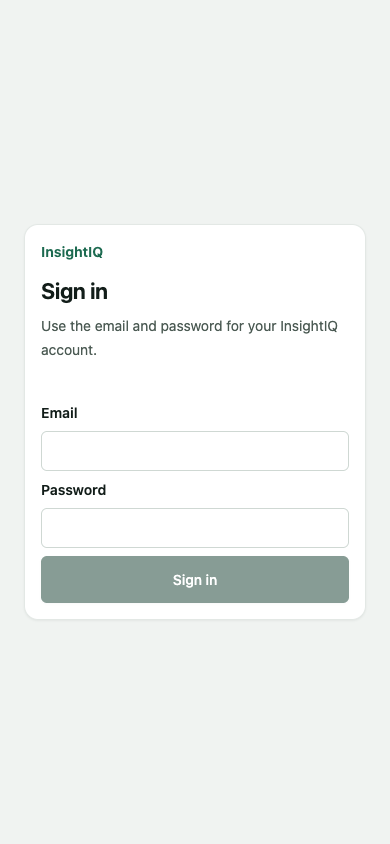 InsightIQ
Sign in
Use the email and password for your InsightIQ
account.
Email
Password
Sign in